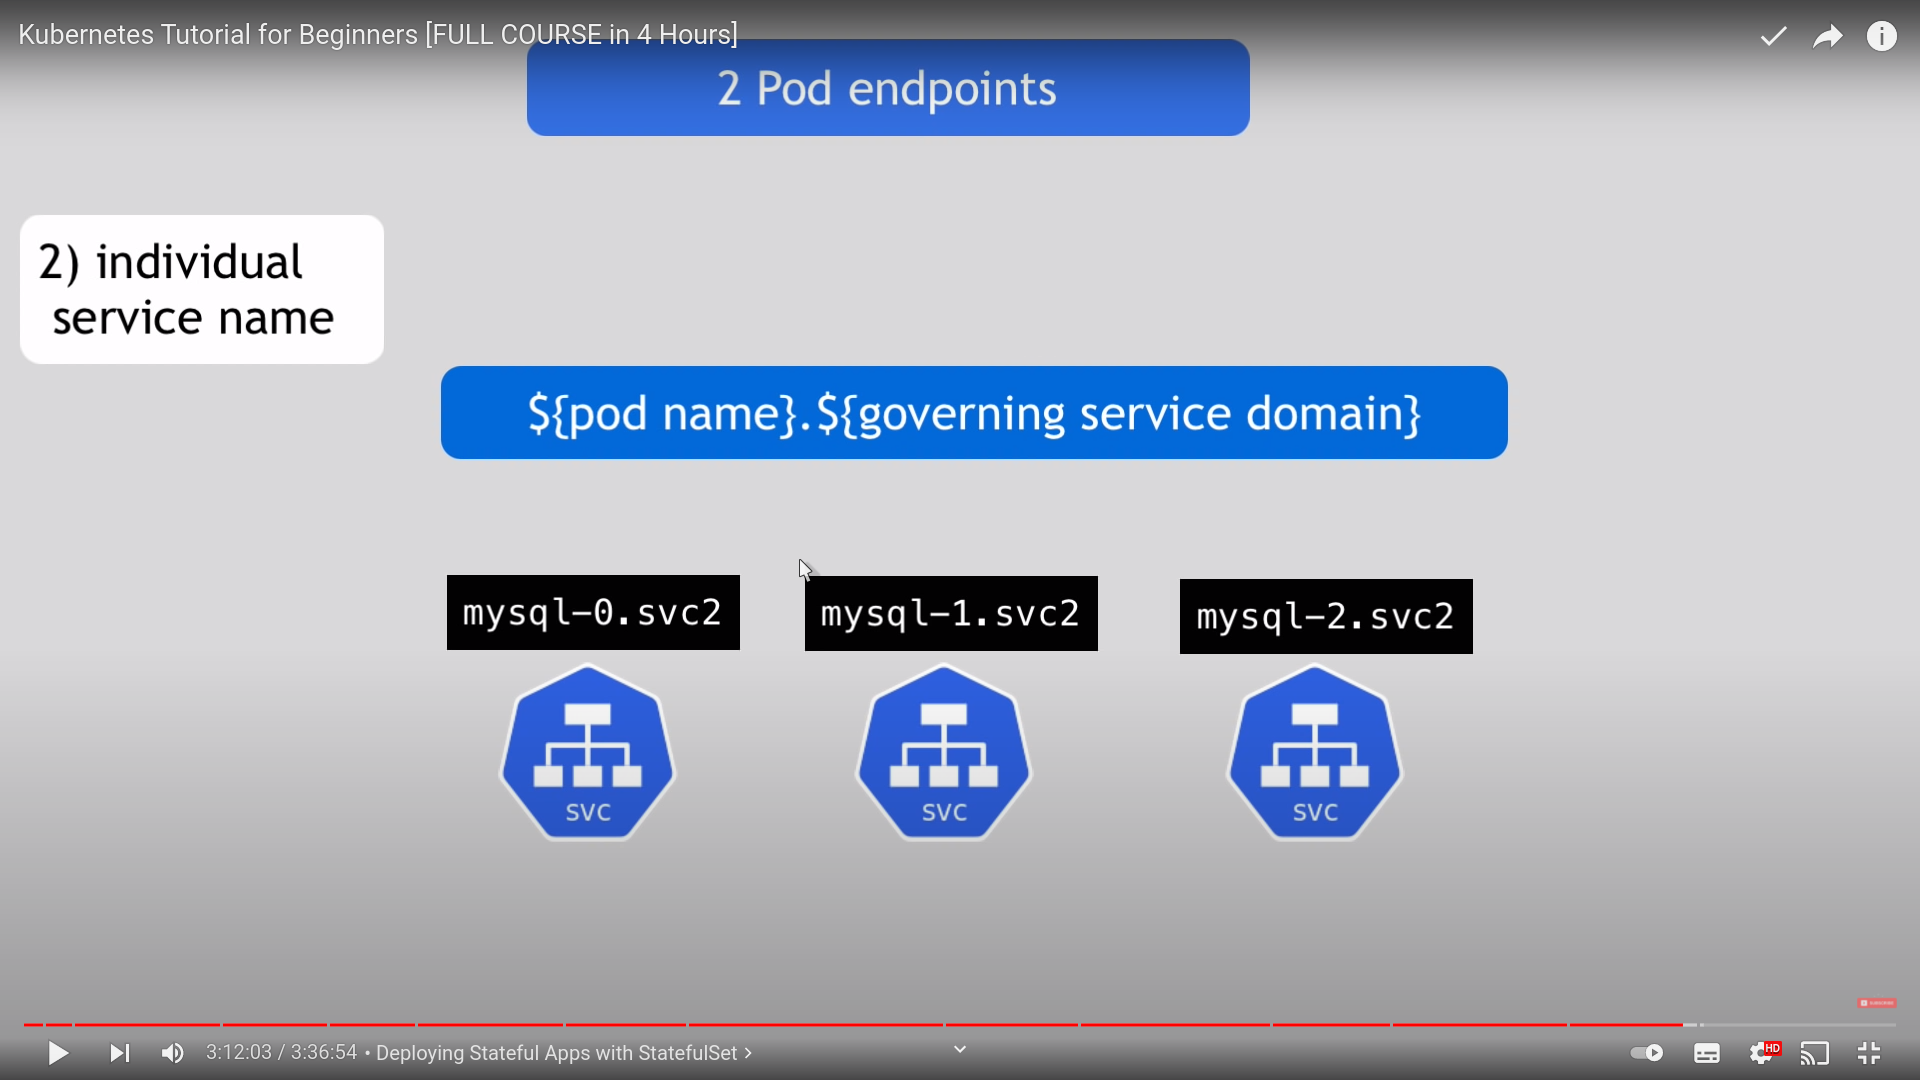 Kubernetes Tutorial for Beginners [FULL COURSE in 4 Hours]
2 Pod endpoints
2) individual
service name
${pod name}.${governing service domain}
mysql-0.svc2
mysql-1.svc2
mysql-2.svc2
svc
svc
svc
SUBSCRIBE
3:12:03 / 3:36:54 • Deploying Stateful Apps with StatefulSet >
HD